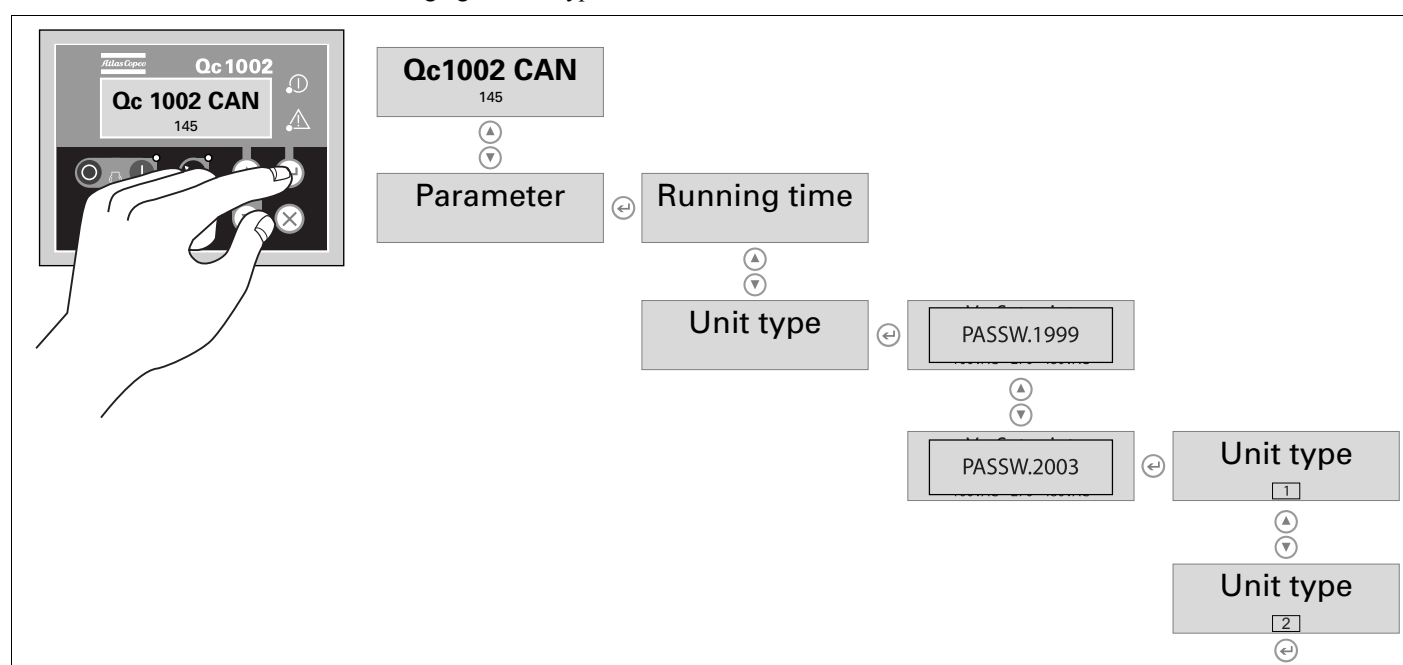 Atlas Copco
Qc1002
Qc 1002 CAN
145
Qc1002 CAN
145
Parameter
Running time
Unit type
PASSW.1999
PASSW.2003
Unit type
1
Unit type
2